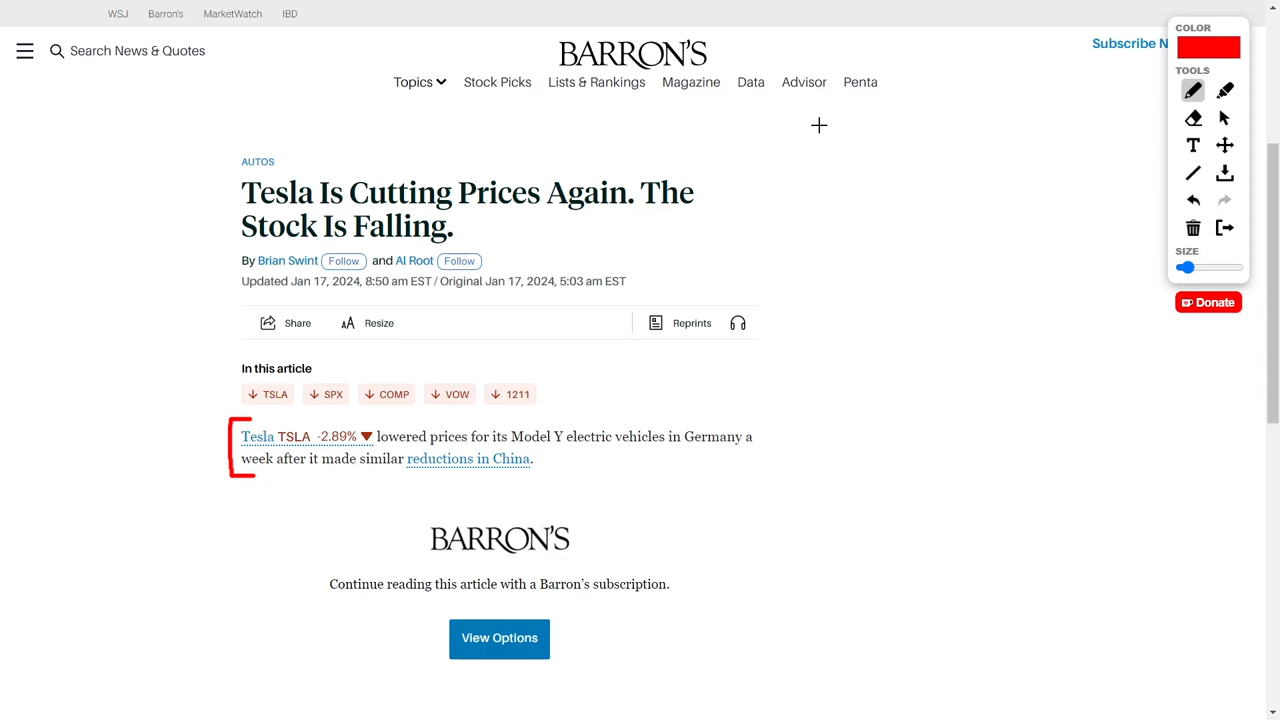 WSJ Barron's MarketWatch IBD
Search News & Quotes
BARRON'S
Subscribe N
Topics Stock Picks Lists & Rankings Magazine Data Advisor Penta
COLOR
TOOLS
T
SIZE
Donate
AUTOS
Tesla Is Cutting Prices Again. The
Stock Is Falling.
By Brian Swint Follow and Al Root Follow
Updated Jan 17, 2024, 8:50 am EST / Original Jan 17, 2024, 5:03 am EST
Share AA Resize Reprints
In this article
TSLA SPX COMP VOW 1211
Tesla TSLA -2.89% lowered prices for its Model Y electric vehicles in Germany a
week after it made similar reductions in China.
BARRON'S
Continue reading this article with a Barron's subscription.
View Options